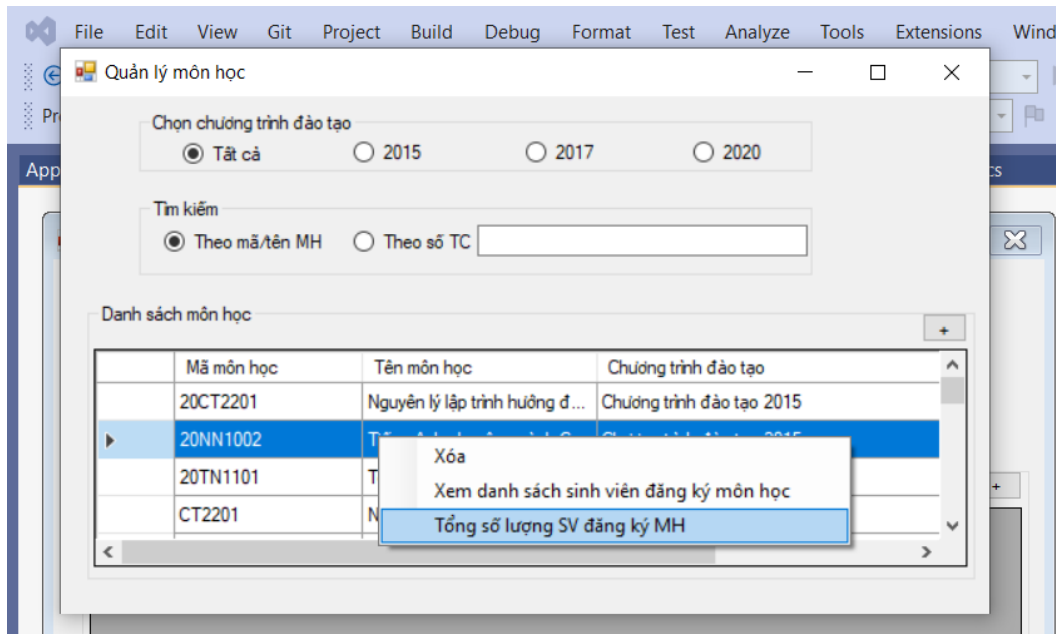 File Edit View Git Project Build Debug Format Test Analyze Tools Extensions Wind
Quản lý môn học
Pr
Chọn chương trình đào tạo
Tất cả 2015 2017 2020
App
cs
Tìm kiếm
Theo mã/tên MH Theo số TC
Danh sách môn học
+
Mã môn học Tên môn học Chương trình đào tạo
20CT2201 Nguyên lý lập trình hướng đ... Chương trình đào tạo 2015
20NN1002
Xóa
20TN1101 T
Xem danh sách sinh viên đăng ký môn học
+
CT2201 N
Tổng số lượng SV đăng ký MH